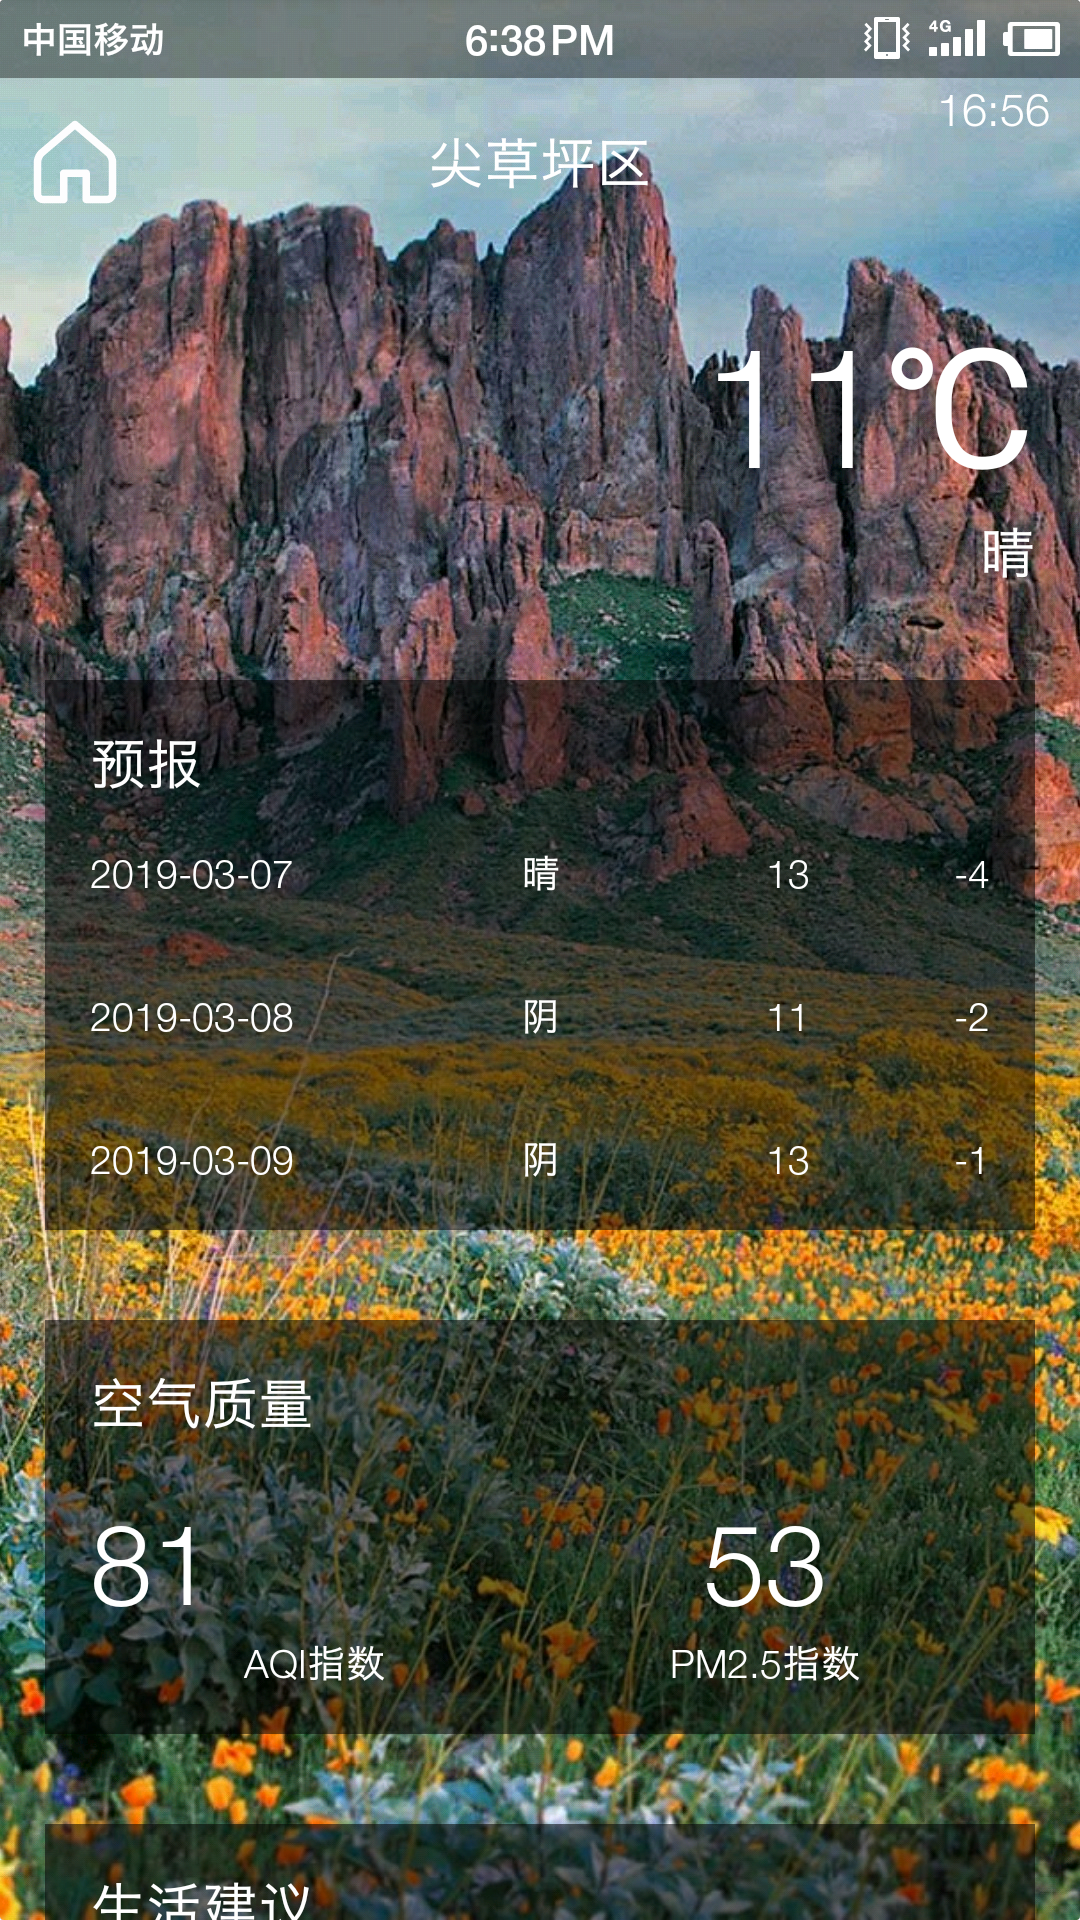 中国移动 6:38PM 4G
16:56
尖草坪区
11℃
晴
预报
2019-03-07 晴 13 -4
2019-03-08 阴 11 -2
2019-03-09 阴 13 -1
空气质量
81 53
AQI指数 PM2.5指数
生活建议